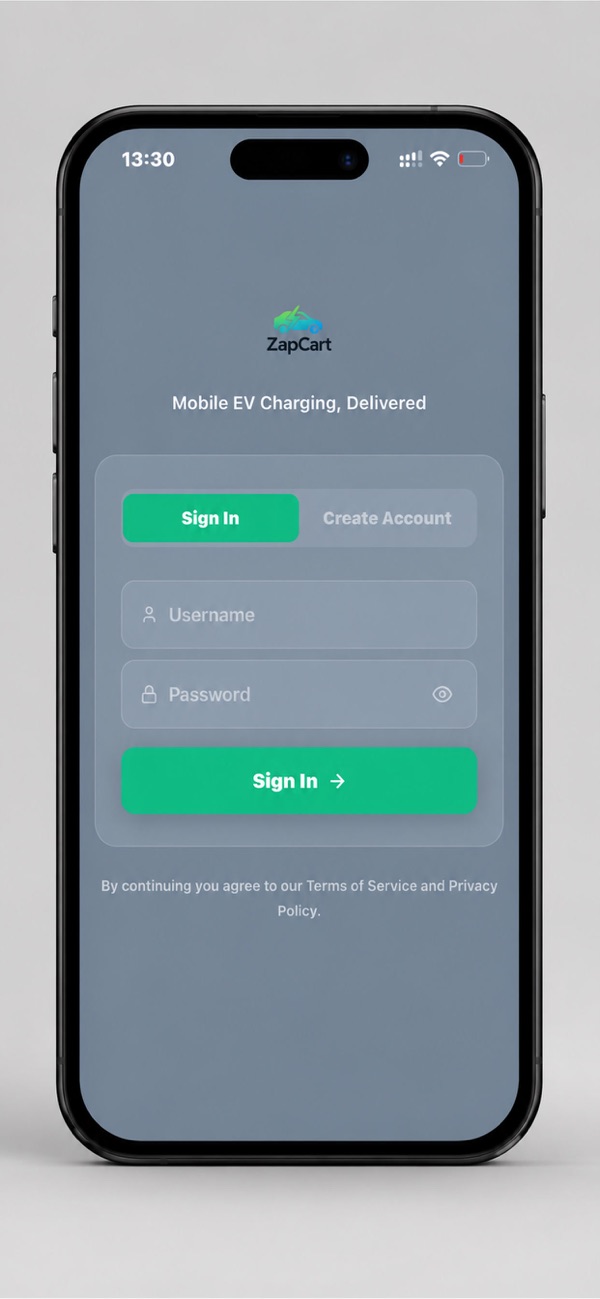 13:30
ZapCart
Mobile EV Charging, Delivered
Sign In
Create Account
Username
Password
Sign In →
By continuing you agree to our Terms of Service and Privacy
Policy.